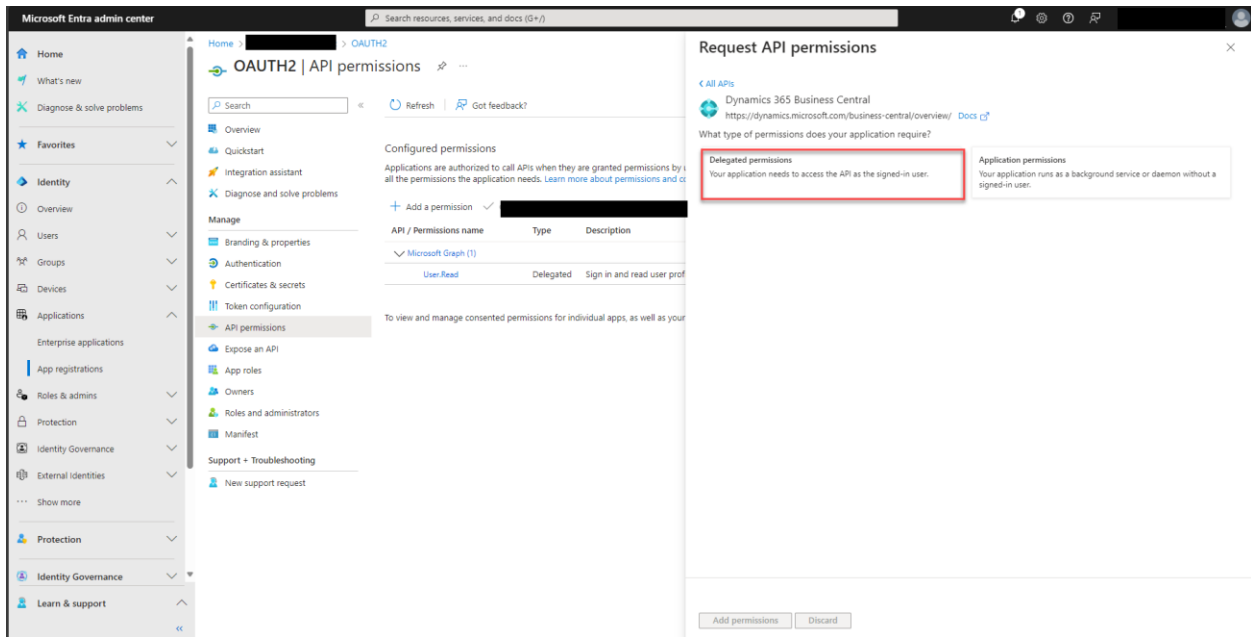 Microsoft Entra admin center
Search resources, services, and docs (G+/)
1
Home
What's new
Diagnose & solve problems
Favorites
Identity
Overview
Users
Groups
Devices
Applications
Enterprise applications
App registrations
Roles & admins
Protection
Identity Governance
External Identities
Show more
Protection
Identity Governance
Learn & support
Home > > OAUTH2
OAUTH2 | API permissions
Search
Refresh
Got feedback?
Overview
Quickstart
Integration assistant
Diagnose and solve problems
Manage
Branding & properties
Authentication
Certificates & secrets
Token configuration
API permissions
Expose an API
App roles
Owners
Roles and administrators
Manifest
Support + Troubleshooting
New support request
Configured permissions
Applications are authorized to call APIs when they are granted permissions by
all the permissions the application needs. Learn more about permissions and
Add a permission
API / Permissions name Type Description
Microsoft Graph (1)
User.Read Delegated Sign in and read user prof
To view and manage consented permissions for individual apps, as well as your
Request API permissions
All APIs
Dynamics 365 Business Central
https://dynamics.microsoft.com/business-central/overview/ Docs
What type of permissions does your application require?
Delegated permissions
Your application needs to access the API as the signed-in user.
Application permissions
Your application runs as a background service or daemon without a
signed-in user.
Add permissions Discard